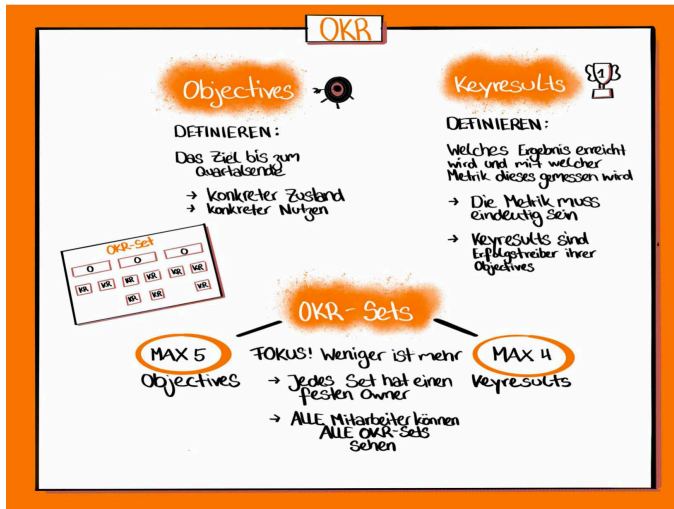 OKR
Objectives
DEFINIEREN:
Das Ziel bis zum
Quartalsende
→ Konkreter Zustand
→ konkreter Nutzen
Keyresults
1
DEFINIEREN:
Welches Ergebnis erreicht
wird und mit welcher
Metrik dieses gemessen wird
→ Die Metrik muss
eindeutig sein
→ Keyresults sind
Erfolgstreiber ihrer
Objectives
OKR-Set
O O O
KR KR KR KR KR KR
KR KR KR
OKR-Sets
MAX 5
Objectives
FOKUS! Weniger ist mehr
→ Jedes Set hat einen
festen Owner
→ ALLE Mitarbeiter können
ALLE OKR-Sets
sehen
MAX 4
Keyresults